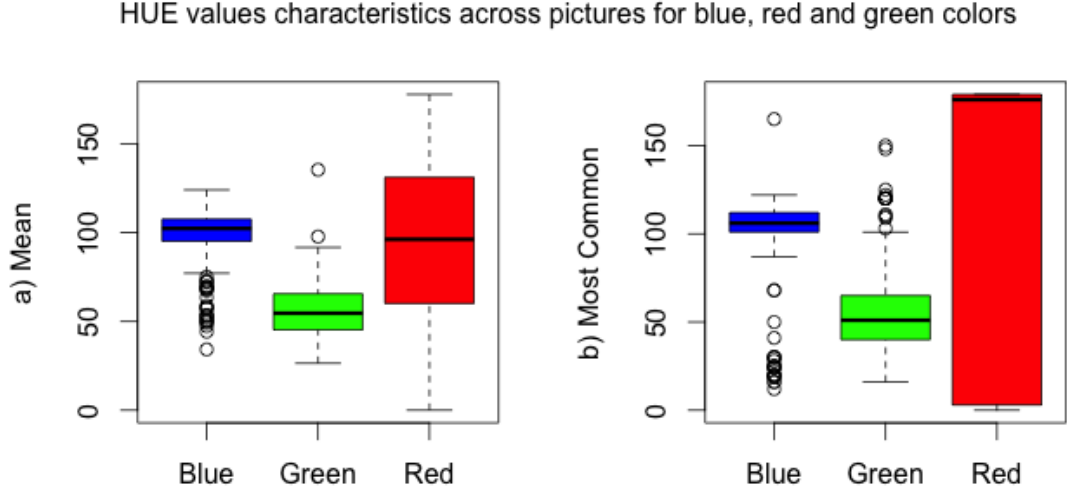 HUE values characteristics across pictures for blue, red and green colors
a) Mean
150
100
50
0
Blue Green Red
b) Most Common
150
100
50
0
Blue Green Red